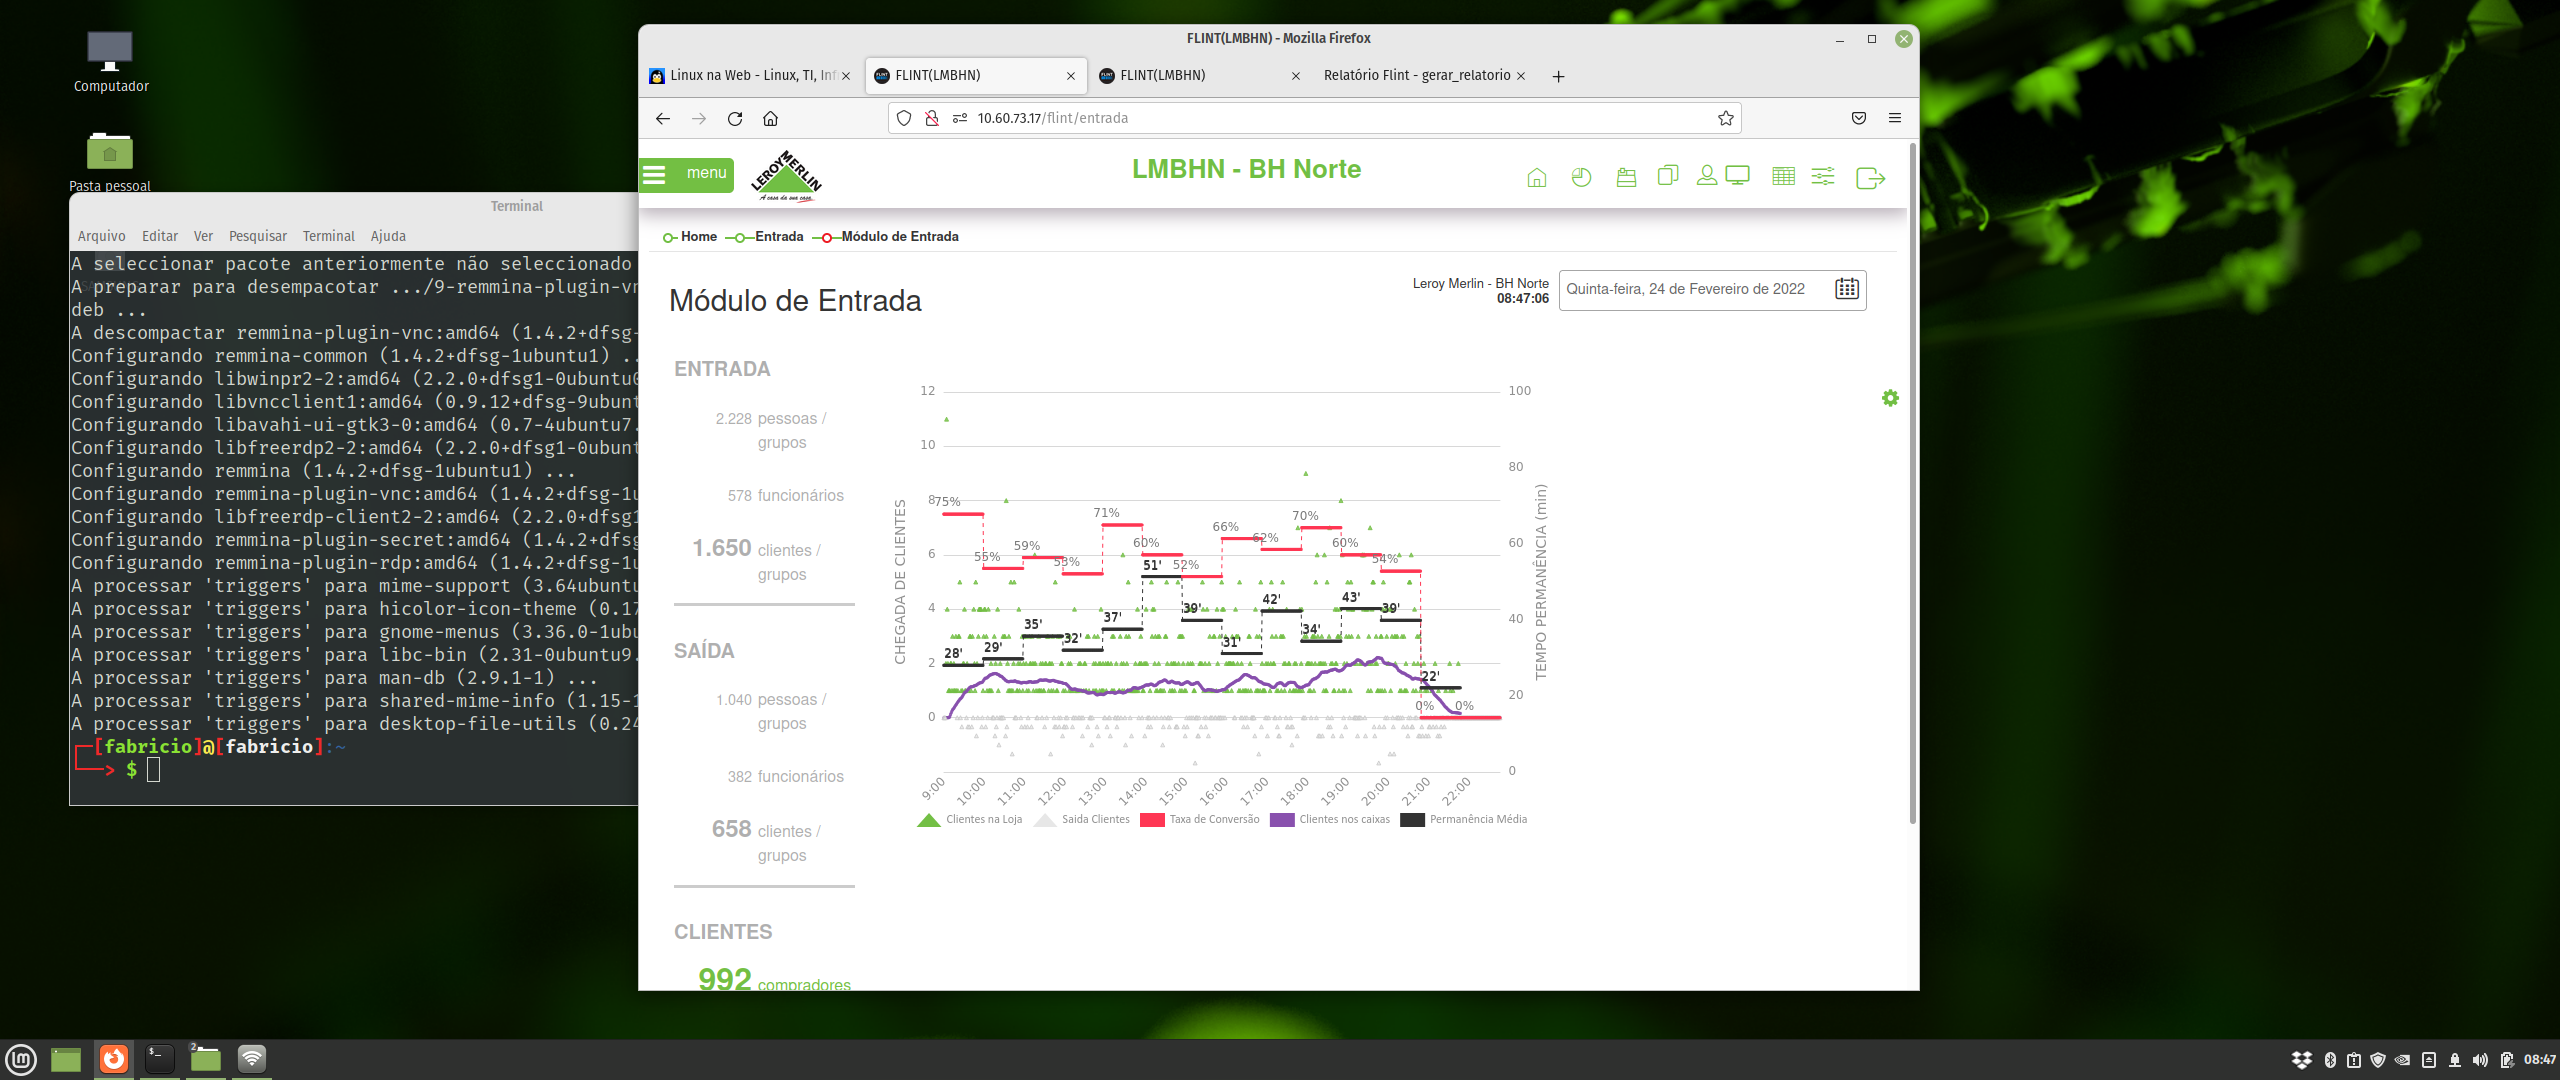 Computador
Pasta pessoal
Terminal
Arquivo Editar Ver Pesquisar Terminal Ajuda
A seleccionar pacote anteriormente não seleccionado
A preparar para desempacotar .../9-remmina-plugin-vn
deb ...
A descompactar remmina-plugin-vnc:amd64 (1.4.2+dfsg-
Configurando remmina-common (1.4.2+dfsg-1ubuntu1) ..
Configurando libwinpr2-2:amd64 (2.2.0+dfsg1-0ubuntu0
Configurando libvncclient1:amd64 (0.9.12+dfsg-9ubunt
Configurando libavahi-ui-gtk3-0:amd64 (0.7-4ubuntu7.
Configurando libfreerdp2-2:amd64 (2.2.0+dfsg1-0ubunt
Configurando remmina (1.4.2+dfsg-1ubuntu1) ...
Configurando remmina-plugin-vnc:amd64 (1.4.2+dfsg-1u
Configurando libfreerdp-client2-2:amd64 (2.2.0+dfsg1
Configurando remmina-plugin-secret:amd64 (1.4.2+dfsg
Configurando remmina-plugin-rdp:amd64 (1.4.2+dfsg-1u
A processar 'triggers' para mime-support (3.64ubuntu
A processar 'triggers' para hicolor-icon-theme (0.17
A processar 'triggers' para gnome-menus (3.36.0-1ubu
A processar 'triggers' para libc-bin (2.31-0ubuntu9.
A processar 'triggers' para man-db (2.9.1-1) ...
A processar 'triggers' para shared-mime-info (1.15-1
A processar 'triggers' para desktop-file-utils (0.24
[fabricio]@[fabricio]:~
> $
FLINT(LMBHN) - Mozilla Firefox
Linux na Web - Linux, TI, Inf
FLINT(LMBHN)
FLINT(LMBHN)
Relatório Flint - gerar_relatorio
10.60.73.17/flint/entrada
menu
LEROY MERLIN
A casa da sua casa
LMBHN - BH Norte
Home Entrada Módulo de Entrada
Módulo de Entrada
Leroy Merlin - BH Norte
08:47:06
Quinta-feira, 24 de Fevereiro de 2022
ENTRADA
2.228 pessoas /
grupos
578 funcionários
1.650 clientes /
grupos
SAÍDA
1.040 pessoas /
grupos
382 funcionários
658 clientes /
grupos
CLIENTES
992 compradores
CHEGADA DE CLIENTES
12
10
8
6
4
2
0
75%
55%
59%
53%
71%
60%
52%
66%
62%
70%
60%
54%
0%
0%
28'
29'
35'
32'
37'
51'
39'
31'
42'
34'
43'
39'
22'
100
80
60
40
20
0
TEMPO PERMANÊNCIA (min)
9:00 10:00 11:00 12:00 13:00 14:00 15:00 16:00 17:00 18:00 19:00 20:00 21:00 22:00
Clientes na Loja Saida Clientes Taxa de Conversão Clientes nos caixas Permanência Média
2
08:47